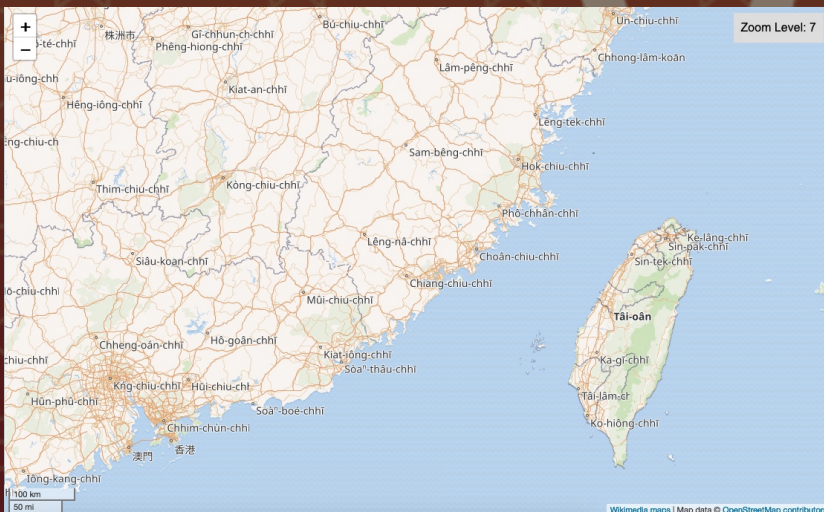 +
−
Zoom Level: 7
株洲市
Gî-chhun-ch-chhī
Phêng-hiong-chhī
Bú-chiu-chhī
Un-chiu-chhī
Chhong-lâm-koān
Lâm-pêng-chhī
Kiat-an-chhī
Hêng-iông-chhī
Lêng-tek-chhī
Sam-bêng-chhī
Hok-chiu-chhī
Thim-chiu-chhī
Kòng-chiu-chhī
Phô-chhân-chhī
Lêng-nâ-chhī
Ke-lâng-chhī
Sin-pak-chhī
Choân-chiu-chhī
Sin-tek-chhī
Siâu-koan-chhī
Chiang-chiu-chhī
Mûi-chiu-chhī
Tâi-oân
Chheng-oán-chhī
Hô-goân-chhī
Kiat-iông-chhī
Ka-gī-chhī
Sòaⁿ-thâu-chhī
Kńg-chiu-chhī
Hūi-chiu-chhī
Hûn-phû-chhī
Tâi-lâm-chhī
Soàⁿ-boé-chhī
Ko-hiông-chhī
Chhim-chùn-chhī
香港
澳門
Iông-kang-chhī
100 km
50 mi
Wikimedia maps | Map data © OpenStreetMap contributors